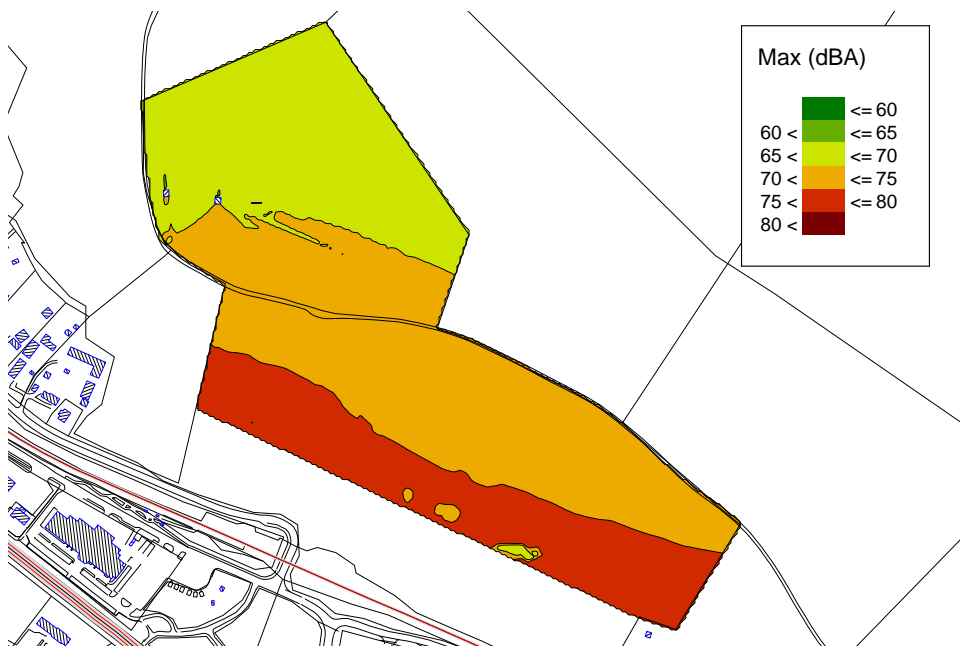 Max (dBA)
<= 60
60 < <= 65
65 < <= 70
70 < <= 75
75 < <= 80
80 <